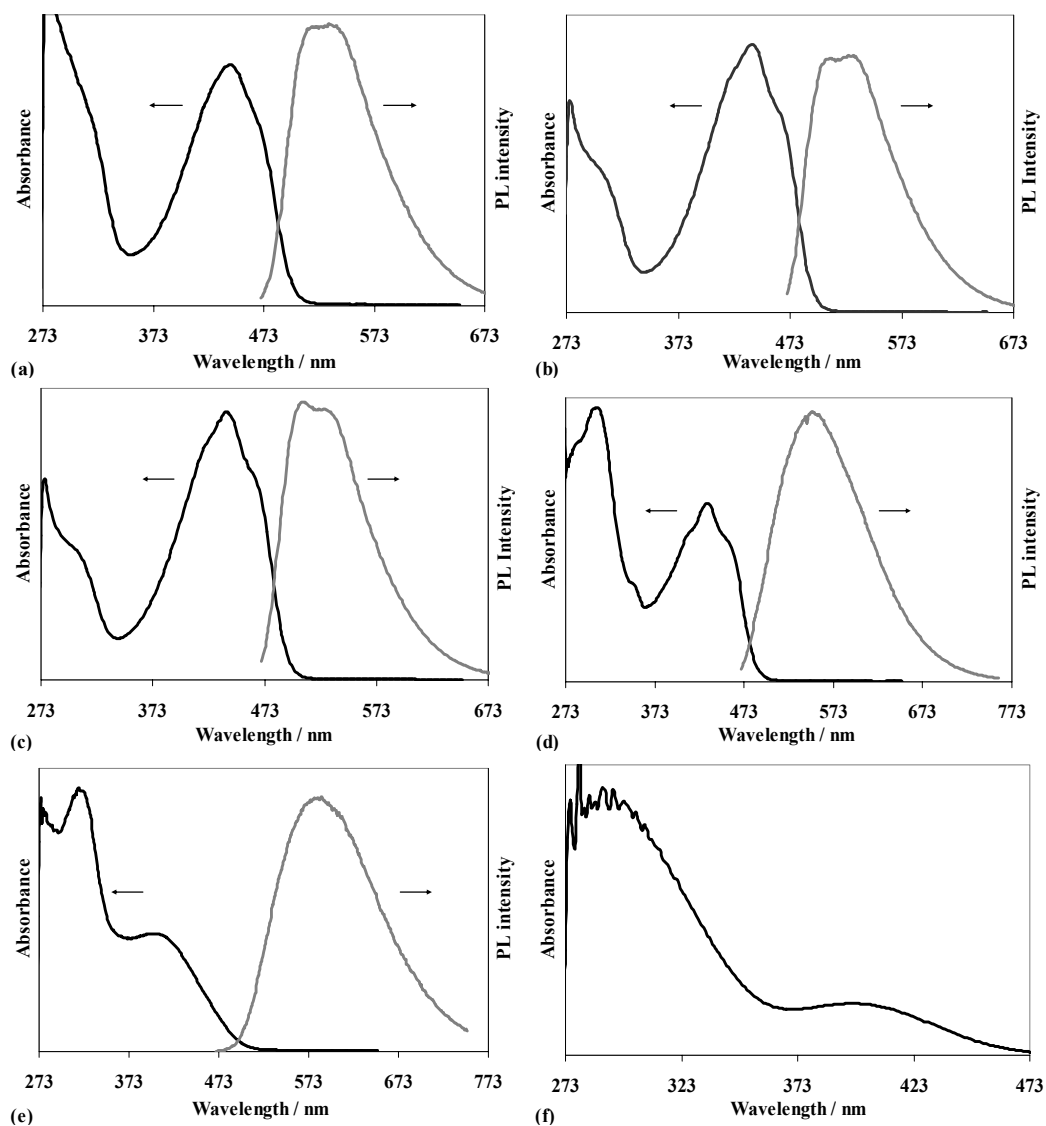 Absorbance
PL intensity
273 373 473 573 673
Wavelength / nm
(a)
Absorbance
PL Intensity
273 373 473 573 673
Wavelength / nm
(b)
Absorbance
PL Intensity
273 373 473 573 673
Wavelength / nm
(c)
Absorbance
PL intensity
273 373 473 573 673 773
Wavelength / nm
(d)
Absorbance
PL intensity
273 373 473 573 673 773
Wavelength / nm
(e)
Absorbance
273 323 373 423 473
Wavelength / nm
(f)